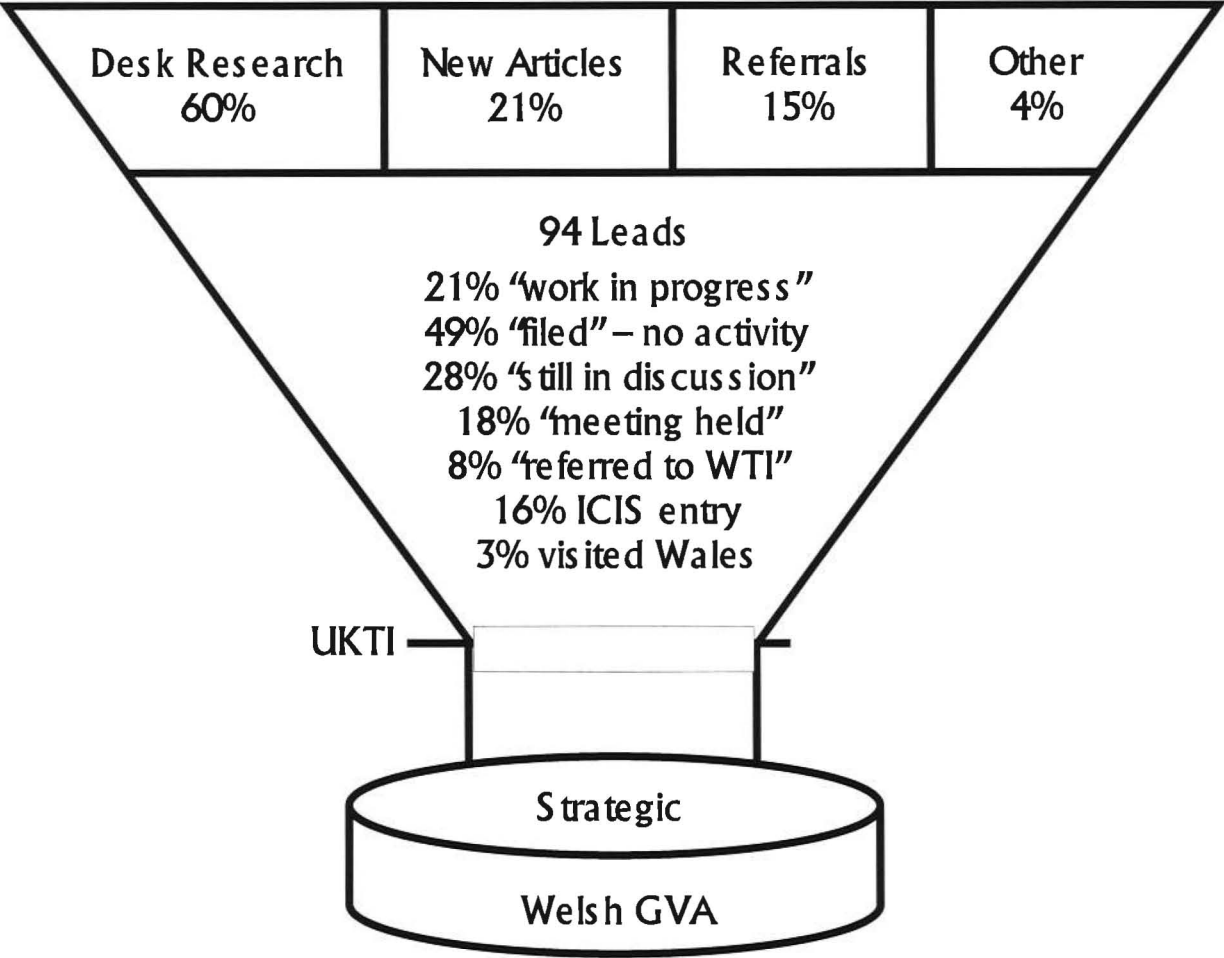 Desk Research
60%
New Articles
21%
Referrals
15%
Other
4%
94 Leads
21% “work in progress”
49% “filed” – no activity
28% “still in discussion”
18% “meeting held”
8% “referred to WTI”
16% ICIS entry
3% visited Wales
UKTI
Strategic
Welsh GVA